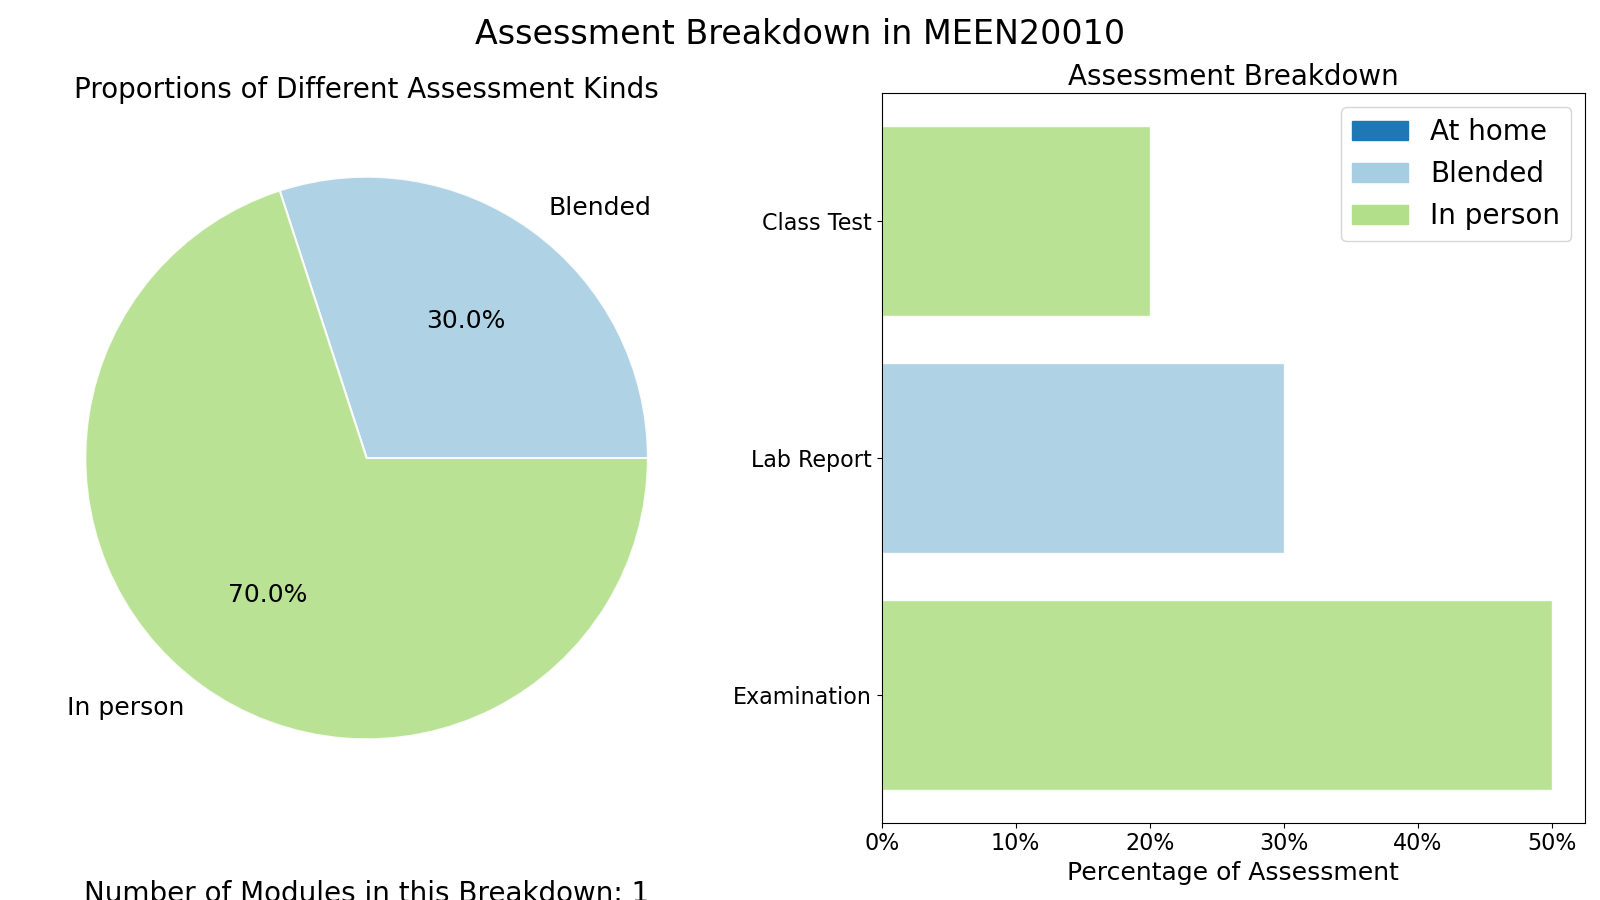 Assessment Breakdown in MEEN20010
Proportions of Different Assessment Kinds
Blended
30.0%
70.0%
In person
Number of Modules in this Breakdown: 1
Assessment Breakdown
At home
Blended
In person
Class Test
Lab Report
Examination
0% 10% 20% 30% 40% 50%
Percentage of Assessment